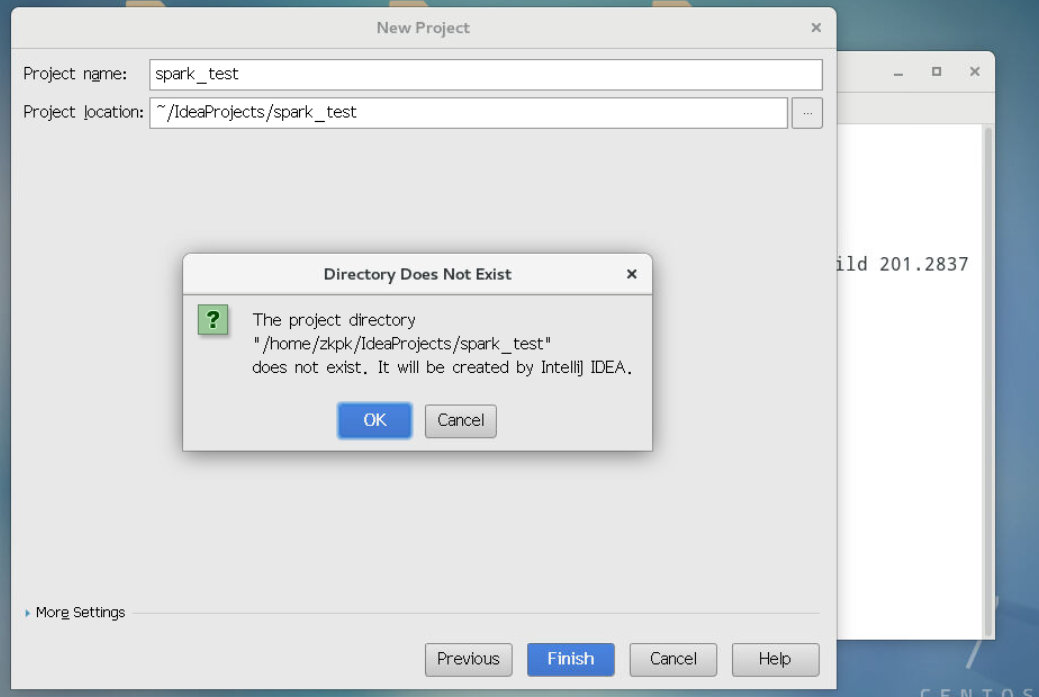 New Project
Project name: spark_test
Project location: ~/IdeaProjects/spark_test ...
ild 201.2837
Directory Does Not Exist
? The project directory
"/home/zkpk/IdeaProjects/spark_test"
does not exist. It will be created by IntelliJ IDEA.
OK Cancel
More Settings
Previous Finish Cancel Help
7
CENTOS